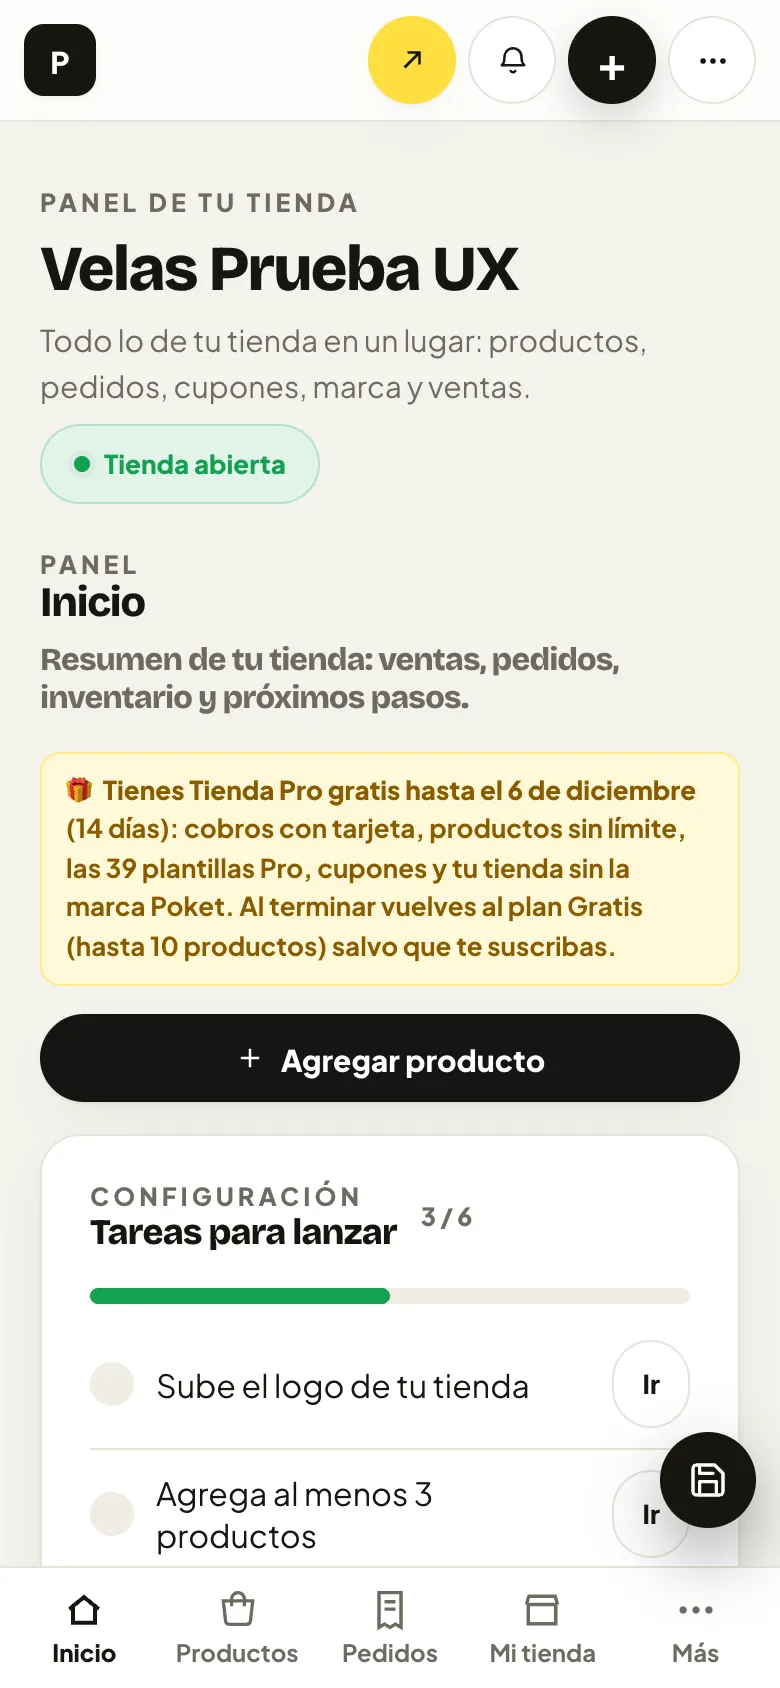 P
PANEL DE TU TIENDA
Velas Prueba UX
Todo lo de tu tienda en un lugar: productos,
pedidos, cupones, marca y ventas.
Tienda abierta
PANEL
Inicio
Resumen de tu tienda: ventas, pedidos,
inventario y próximos pasos.
🎁 Tienes Tienda Pro gratis hasta el 6 de diciembre
(14 días): cobros con tarjeta, productos sin límite,
las 39 plantillas Pro, cupones y tu tienda sin la
marca Poket. Al terminar vuelves al plan Gratis
(hasta 10 productos) salvo que te suscribas.
+ Agregar producto
CONFIGURACIÓN
Tareas para lanzar
3 / 6
Sube el logo de tu tienda
Ir
Agrega al menos 3
productos
Ir
Inicio
Productos
Pedidos
Mi tienda
Más